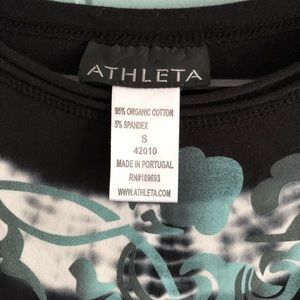 ATHLETA
95% ORGANIC COTTON
5% SPANDEX
S
42010
MADE IN PORTUGAL
RN#109693
WWW.ATHLETA.COM